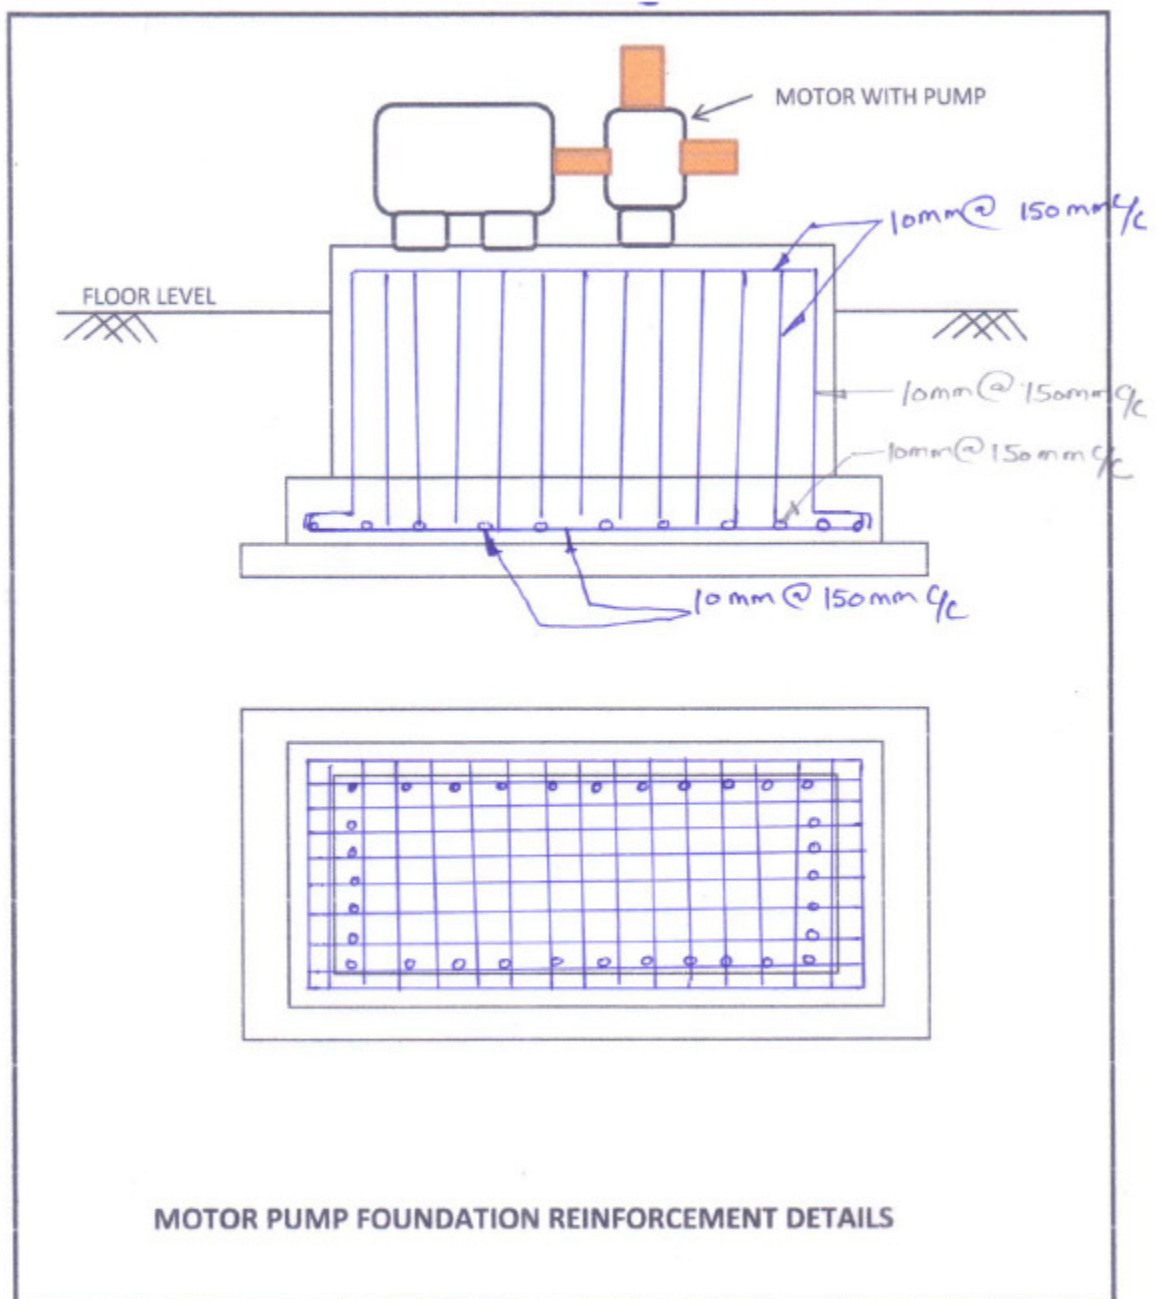 MOTOR WITH PUMP
10mm@ 150mm c/c
FLOOR LEVEL
10mm@ 150mm c/c
10mm@ 150mm c/c
10mm@ 150mm c/c
MOTOR PUMP FOUNDATION REINFORCEMENT DETAILS